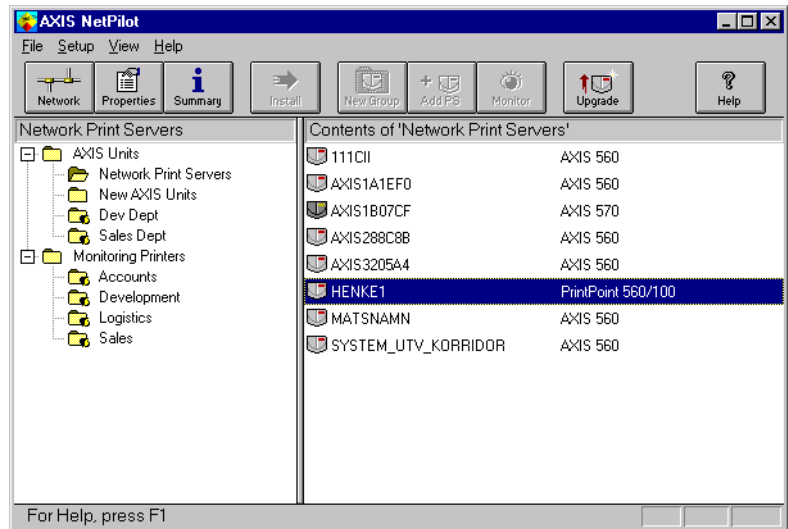 AXIS NetPilot
File Setup View Help
Network Properties Summary Install New Group Add PS Monitor Upgrade Help
Network Print Servers
Contents of 'Network Print Servers'
AXIS Units
Network Print Servers
New AXIS Units
Dev Dept
Sales Dept
Monitoring Printers
Accounts
Development
Logistics
Sales
111CII AXIS 560
AXIS1A1EF0 AXIS 560
AXIS1B07CF AXIS 570
AXIS288C8B AXIS 560
AXIS3205A4 AXIS 560
HENKE1 PrintPoint 560/100
MATSNAMN AXIS 560
SYSTEM_UTV_KORRIDOR AXIS 560
For Help, press F1